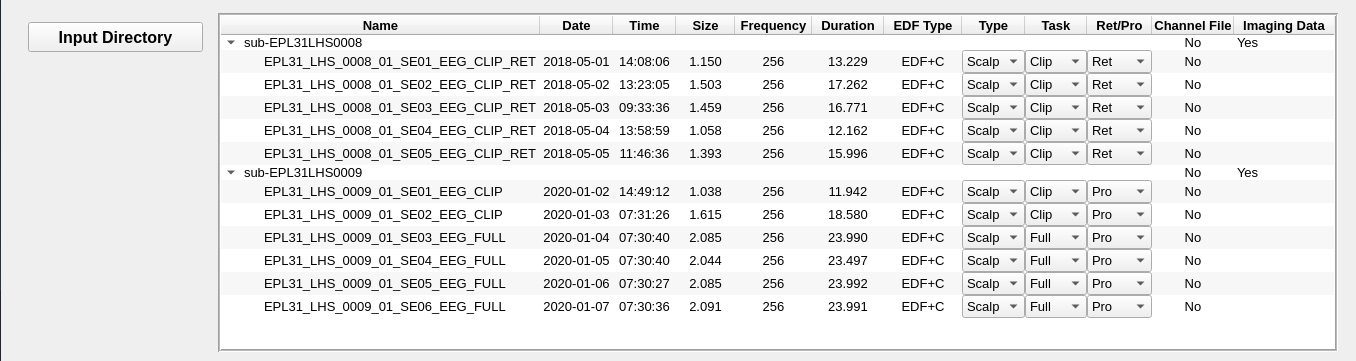 Input Directory
Name Date Time Size Frequency Duration EDF Type Type Task Ret/Pro Channel File Imaging Data
sub-EPL31LHS0008 No Yes
EPL31_LHS_0008_01_SE01_EEG_CLIP_RET 2018-05-01 14:08:06 1.150 256 13.229 EDF+C Scalp Clip Ret No
EPL31_LHS_0008_01_SE02_EEG_CLIP_RET 2018-05-02 13:23:05 1.503 256 17.262 EDF+C Scalp Clip Ret No
EPL31_LHS_0008_01_SE03_EEG_CLIP_RET 2018-05-03 09:33:36 1.459 256 16.771 EDF+C Scalp Clip Ret No
EPL31_LHS_0008_01_SE04_EEG_CLIP_RET 2018-05-04 13:58:59 1.058 256 12.162 EDF+C Scalp Clip Ret No
EPL31_LHS_0008_01_SE05_EEG_CLIP_RET 2018-05-05 11:46:36 1.393 256 15.996 EDF+C Scalp Clip Ret No
sub-EPL31LHS0009 No Yes
EPL31_LHS_0009_01_SE01_EEG_CLIP 2020-01-02 14:49:12 1.038 256 11.942 EDF+C Scalp Clip Pro No
EPL31_LHS_0009_01_SE02_EEG_CLIP 2020-01-03 07:31:26 1.615 256 18.580 EDF+C Scalp Clip Pro No
EPL31_LHS_0009_01_SE03_EEG_FULL 2020-01-04 07:30:40 2.085 256 23.990 EDF+C Scalp Full Pro No
EPL31_LHS_0009_01_SE04_EEG_FULL 2020-01-05 07:30:40 2.044 256 23.497 EDF+C Scalp Full Pro No
EPL31_LHS_0009_01_SE05_EEG_FULL 2020-01-06 07:30:27 2.085 256 23.992 EDF+C Scalp Full Pro No
EPL31_LHS_0009_01_SE06_EEG_FULL 2020-01-07 07:30:36 2.091 256 23.991 EDF+C Scalp Full Pro No